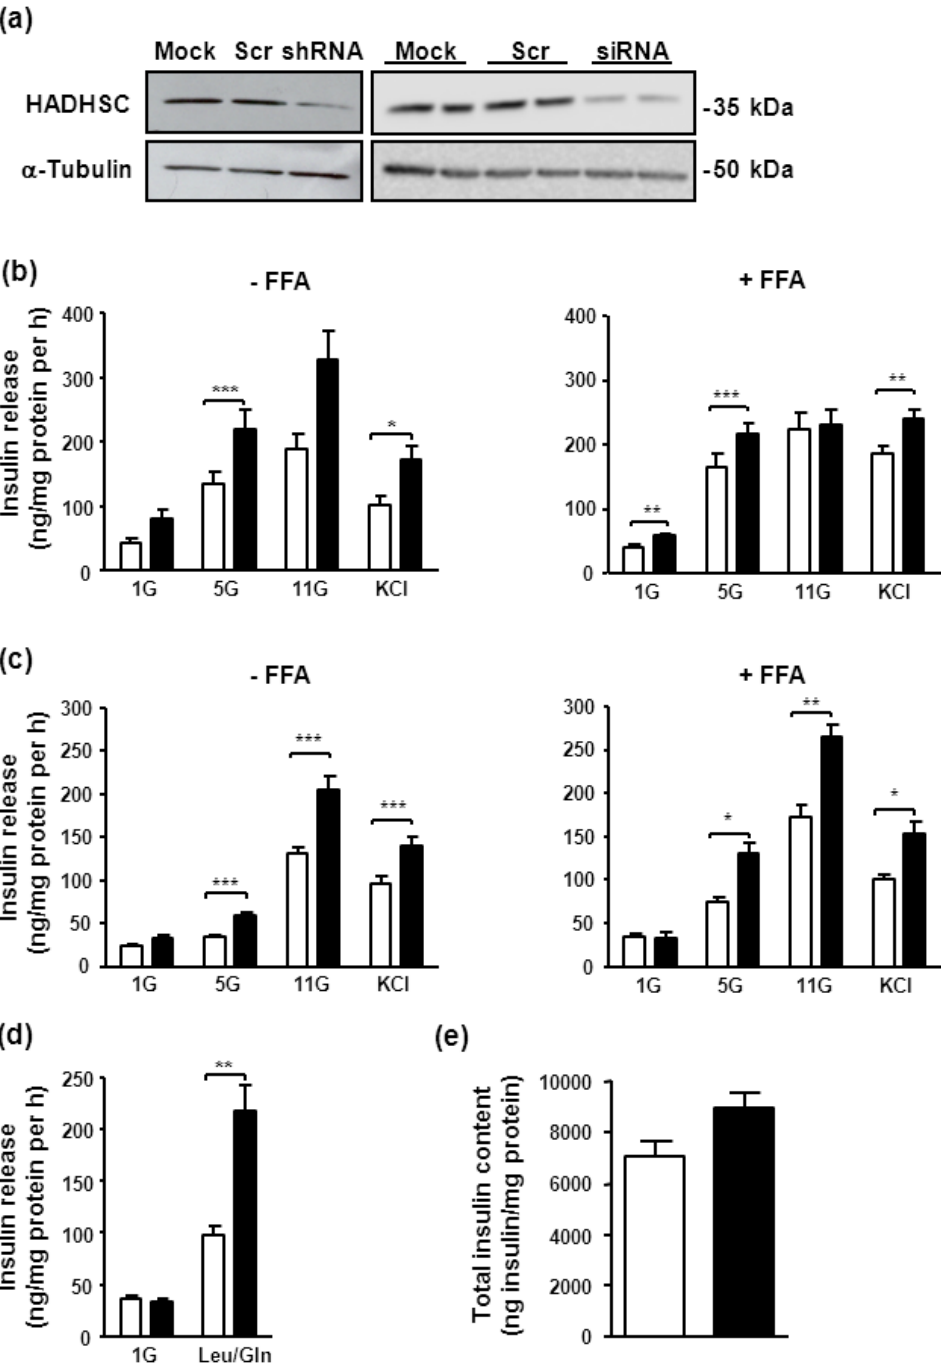 (a)
Mock Scr shRNA Mock Scr siRNA
HADHSC -35 kDa
α-Tubulin -50 kDa
(b)
- FFA + FFA
Insulin release
(ng/mg protein per h)
400
300
200
100
0
***
*
1G 5G 11G KCl
400
300
200
100
0
**
***
**
1G 5G 11G KCl
(c)
- FFA + FFA
Insulin release
(ng/mg protein per h)
300
250
200
150
100
50
0
***
***
***
1G 5G 11G KCl
300
250
200
150
100
50
0
*
**
*
1G 5G 11G KCl
(d)
Insulin release
(ng/mg protein per h)
250
200
150
100
50
0
**
1G Leu/Gln
(e)
Total insulin content
(ng insulin/mg protein)
10000
8000
6000
4000
2000
0